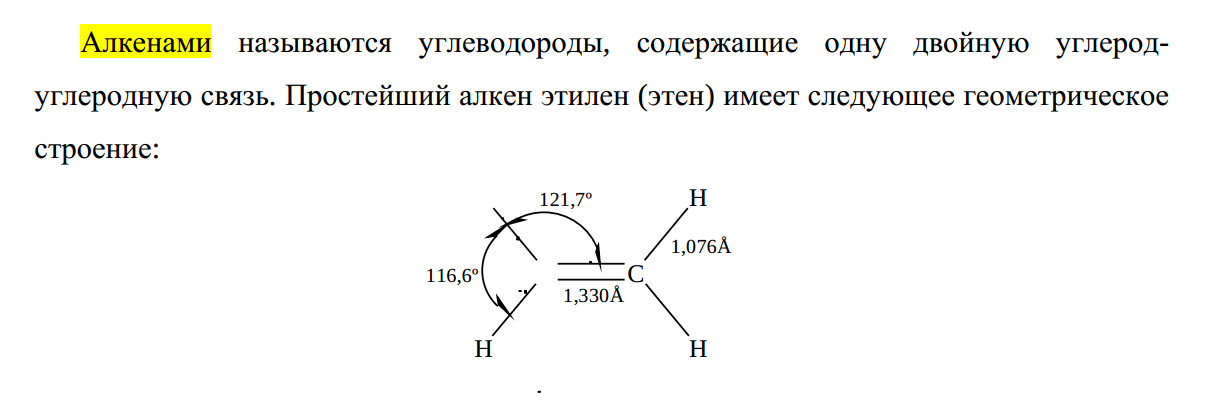 Алкенами называются углеводороды, содержащие одну двойную углерод-
углеродную связь. Простейший алкен этилен (этен) имеет следующее геометрическое
строение:
121,7º
H
1,076Å
116,6º
C
1,330Å
H
H